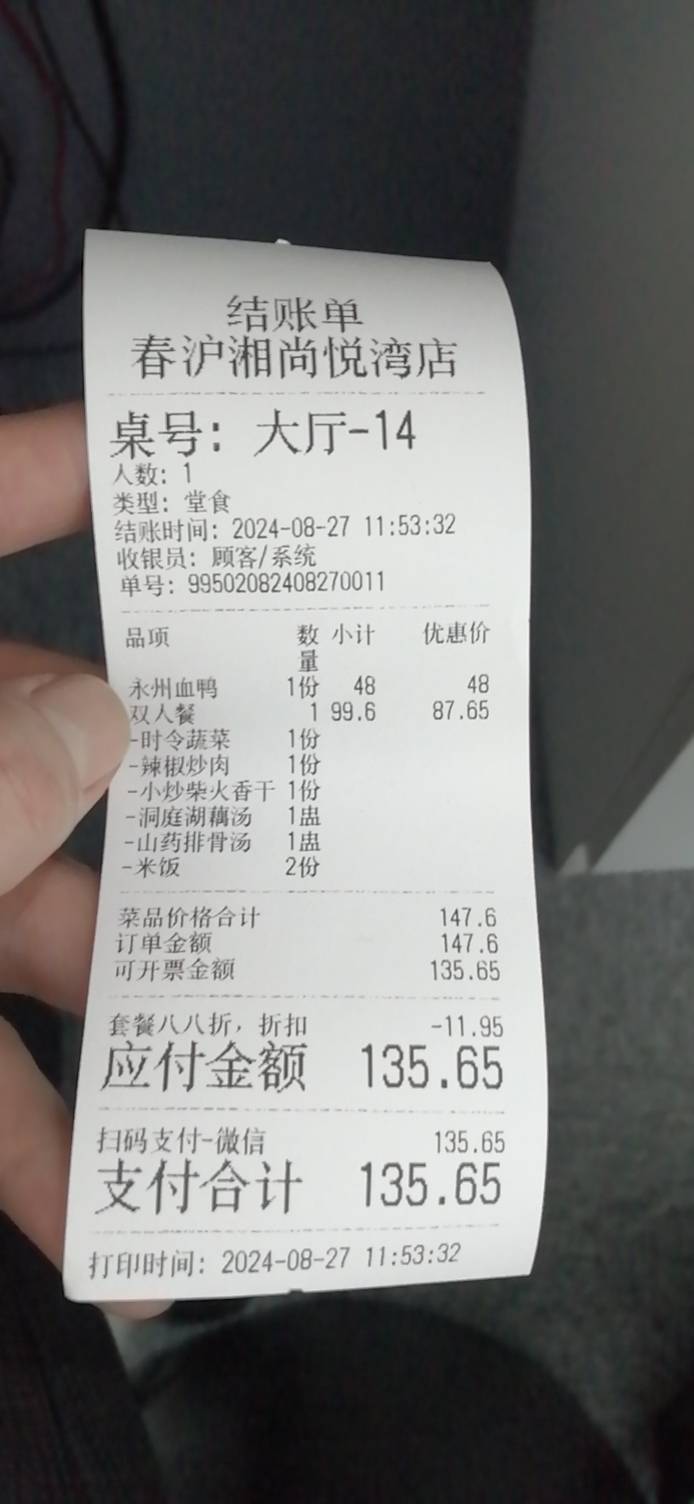 结账单
春沪湘尚悦湾店
桌号: 大厅-14
人数: 1
类型: 堂食
结账时间: 2024-08-27 11:53:32
收银员: 顾客/系统
单号: 99502082408270011
品项 数量 小计 优惠价
永州血鸭 1份 48 48
双人餐 1 99.6 87.65
-时令蔬菜 1份
-辣椒炒肉 1份
-小炒柴火香干 1份
-洞庭湖藕汤 1盅
-山药排骨汤 1盅
-米饭 2份
菜品价格合计 147.6
订单金额 147.6
可开票金额 135.65
套餐八八折，折扣 -11.95
应付金额 135.65
扫码支付-微信 135.65
支付合计 135.65
打印时间: 2024-08-27 11:53:32